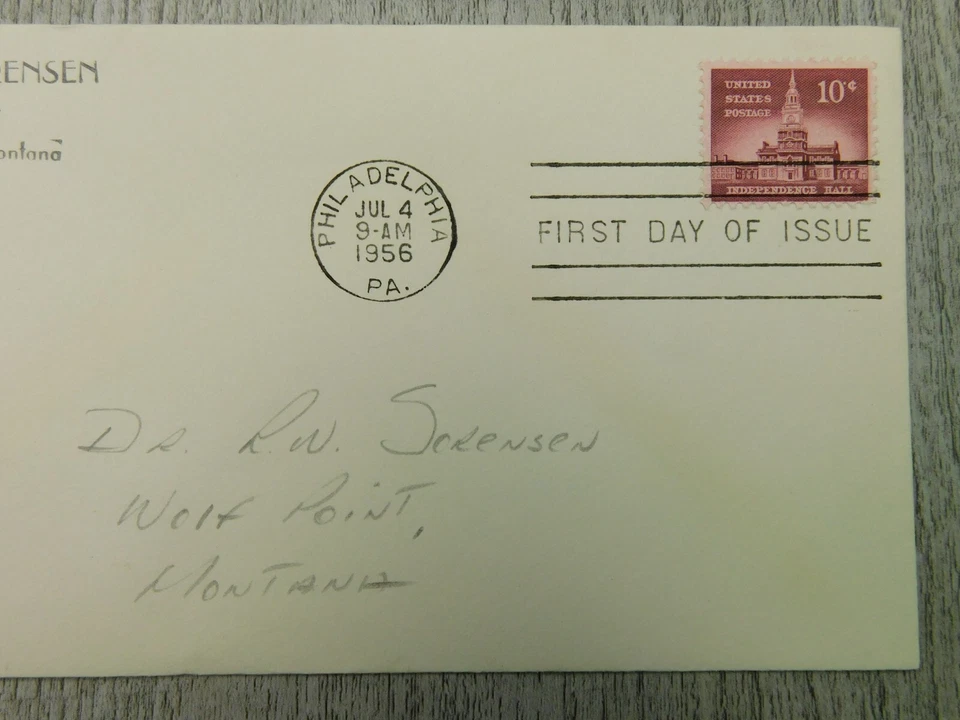 ENSEN
ontana
UNITED
STATES
POSTAGE
10¢
INDEPENDENCE HALL
PHILADELPHIA
JUL 4
9-AM
1956
PA.
FIRST DAY OF ISSUE
Dr. R.W. Sorensen
Wolf Point,
Montana